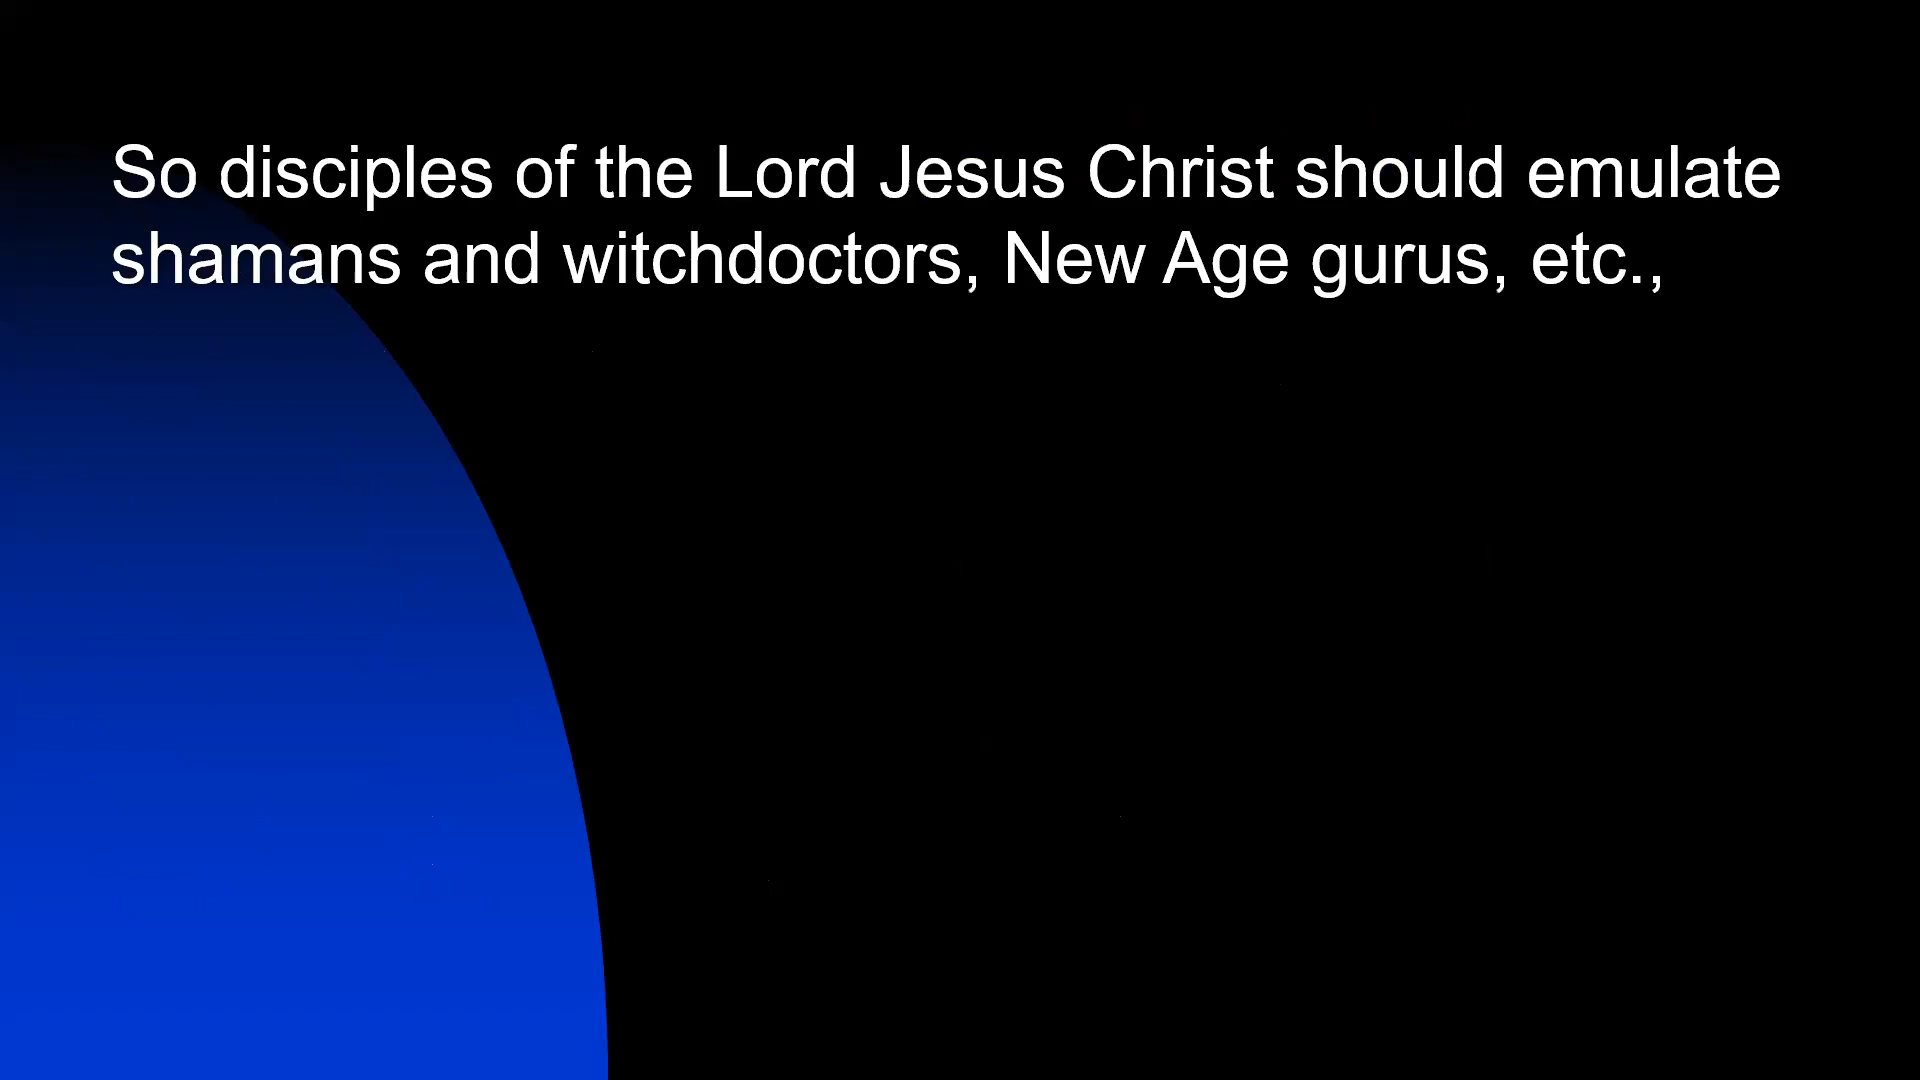 So disciples of the Lord Jesus Christ should emulate
shamans and witchdoctors, New Age gurus, etc.,